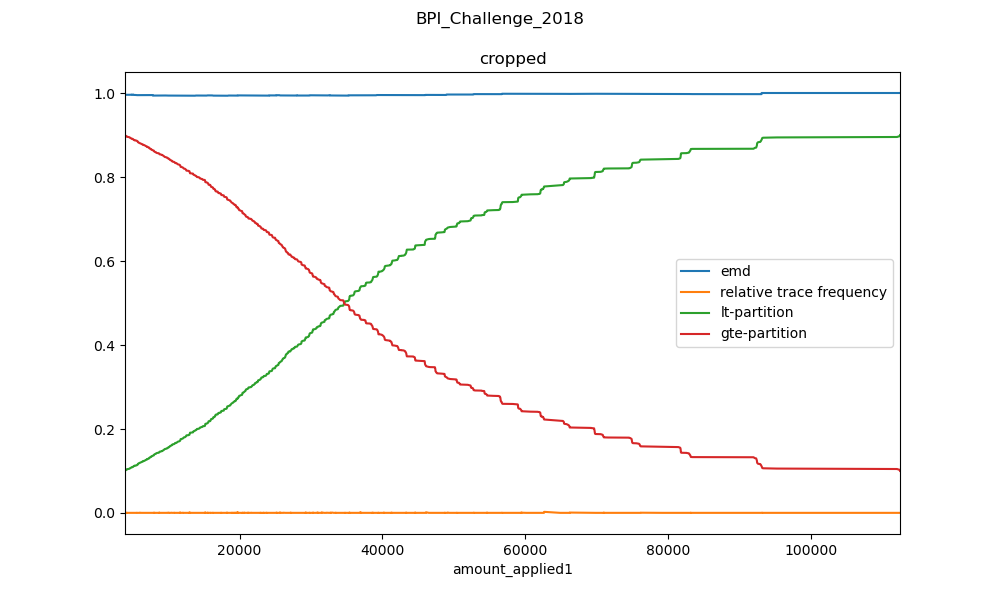 BPI_Challenge_2018
cropped
1.0
0.8
0.6
0.4
0.2
0.0
emd
relative trace frequency
lt-partition
gte-partition
20000 40000 60000 80000 100000
amount_applied1